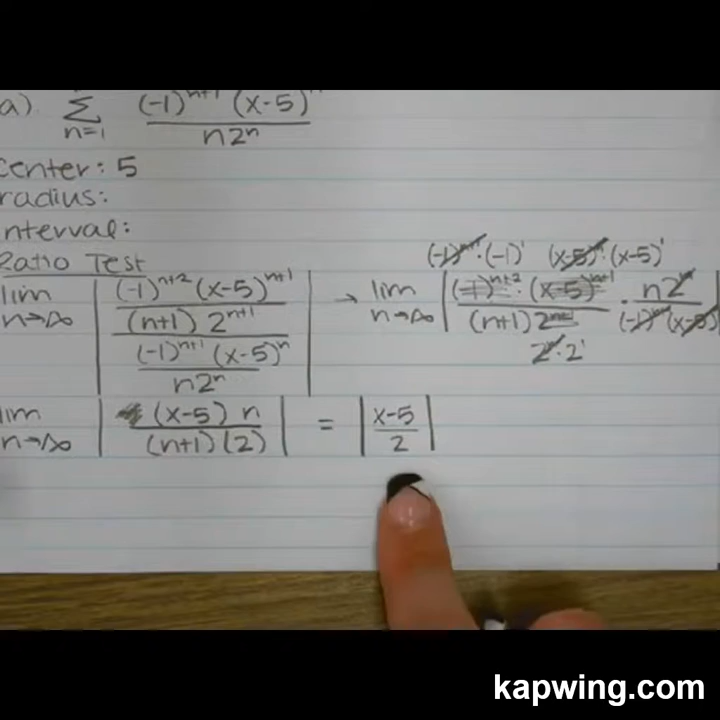 a) ∑ n=1 (-1)^{n+1} (x-5)^n / n2^n
center: 5
radius:
nterval:
Ratio Test
(-1)^{n+1}·(-1)^1 (x-5)^n·(x-5)^1
lim n→∞ | (-1)^{n+2} (x-5)^{n+1} / (n+1) 2^{n+1} / (-1)^{n+1} (x-5)^n / n2^n | → lim n→∞ | (-1)^{n+2}·(x-5)^{n+1} / (n+1) 2^{n+1} · n2^n / (-1)^{n+1} (x-5)^n |
2^n·2^1
lim n→∞ | (x-5) n / (n+1)(2) | = | x-5 / 2 |
kapwing.com